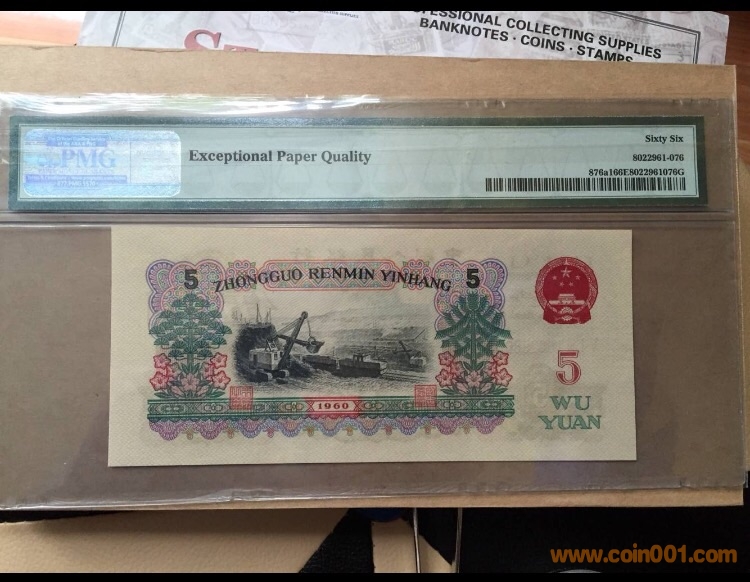 PROFESSIONAL COLLECTING SUPPLIES
BANKNOTES · COINS · STAMPS
PMG
Exceptional Paper Quality
Sixty Six
8022961-076
876a166E8022961076G
5
ZHONGGUO RENMIN YINHANG
5
5
WU
YUAN
1960
www.coin001.com